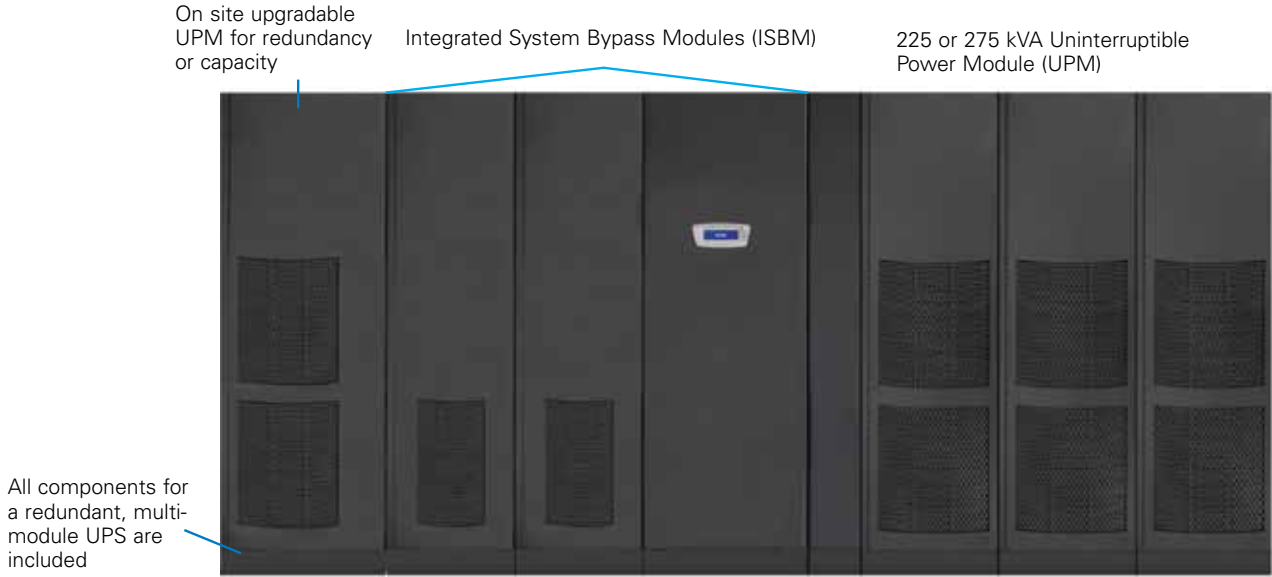 On site upgradable
UPM for redundancy
or capacity
Integrated System Bypass Modules (ISBM)
225 or 275 kVA Uninterruptible
Power Module (UPM)
All components for
a redundant, multi-
module UPS are
included